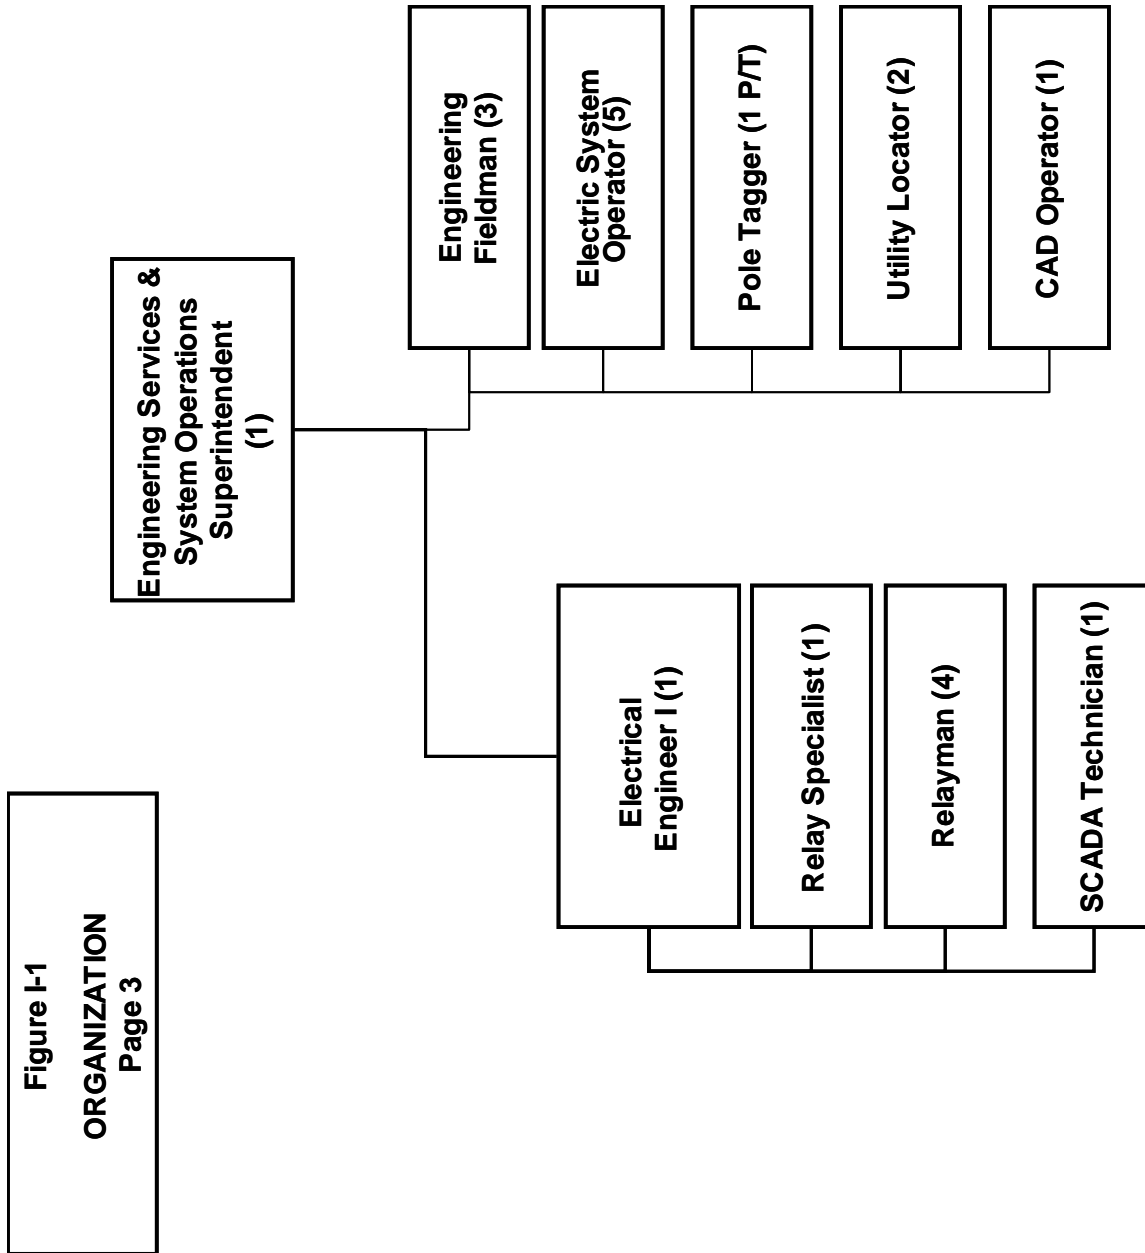 Figure I-1
ORGANIZATION
Page 3
Engineering Services &
System Operations
Superintendent
(1)
Electrical
Engineer I (1)
Relay Specialist (1)
Relayman (4)
SCADA Technician (1)
Engineering
Fieldman (3)
Electric System
Operator (5)
Pole Tagger (1 P/T)
Utility Locator (2)
CAD Operator (1)